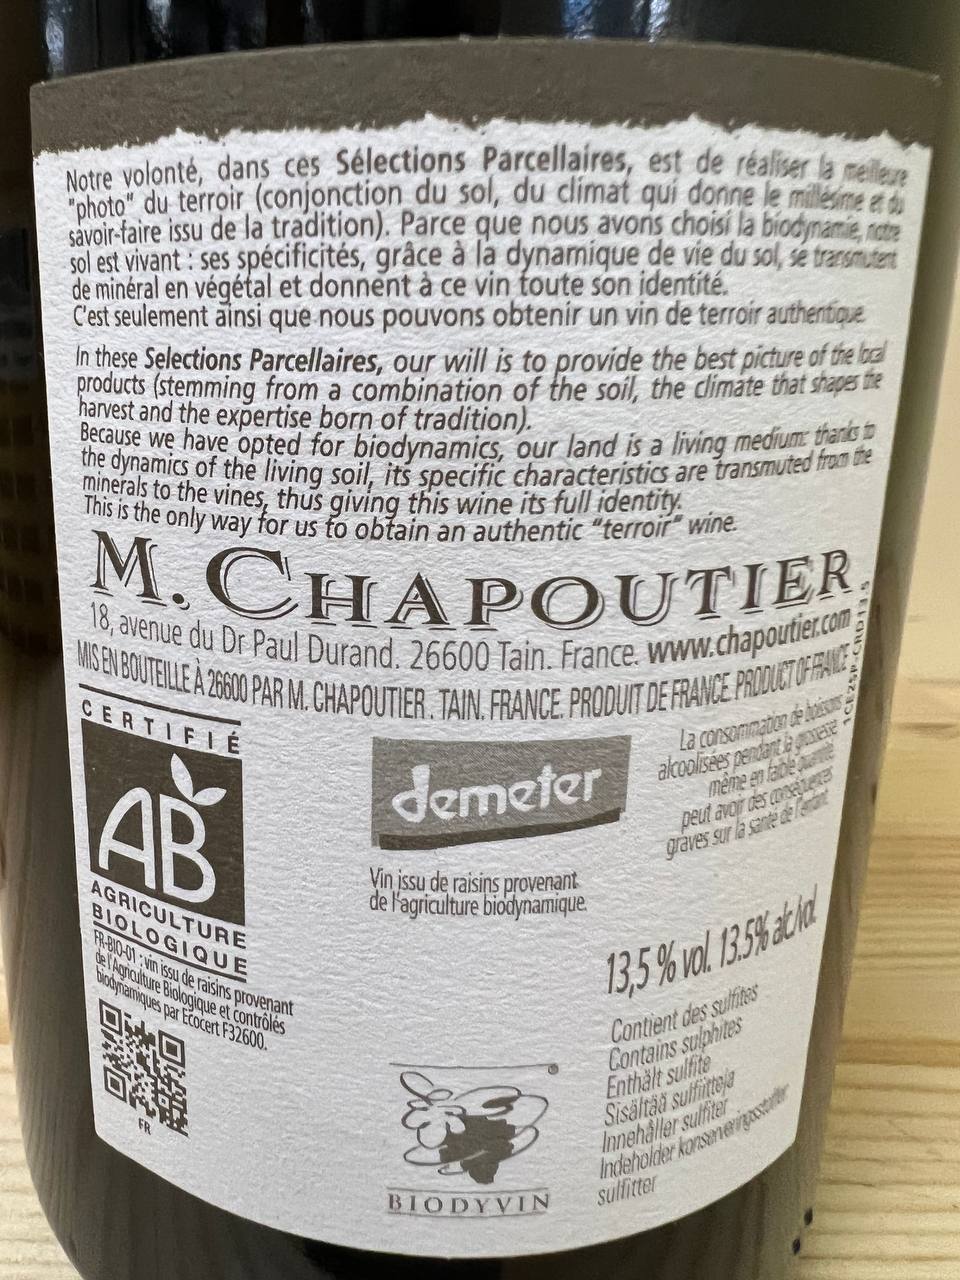 Notre volonté, dans ces Sélections Parcellaires, est de réaliser la meilleure
"photo" du terroir (conjonction du sol, du climat qui donne le millésime et du
savoir-faire issu de la tradition). Parce que nous avons choisi la biodynamie, notre
sol est vivant : ses spécificités, grâce à la dynamique de vie du sol, se transmutent
de minéral en végétal et donnent à ce vin toute son identité.
C'est seulement ainsi que nous pouvons obtenir un vin de terroir authentique.
In these Selections Parcellaires, our will is to provide the best picture of the local
products (stemming from a combination of the soil, the climate that shapes the
harvest and the expertise born of tradition).
Because we have opted for biodynamics, our land is a living medium: thanks to
the dynamics of the living soil, its specific characteristics are transmuted from the
minerals to the vines, thus giving this wine its full identity.
This is the only way for us to obtain an authentic “terroir” wine.
M. CHAPOUTIER
18, avenue du Dr Paul Durand. 26600 Tain. France. www.chapoutier.com
MIS EN BOUTEILLE À 26600 PAR M. CHAPOUTIER. TAIN. FRANCE. PRODUIT DE FRANCE. PRODUCT OF FRANCE
CERTIFIÉ
AB
AGRICULTURE
BIOLOGIQUE
FR-BIO-01 : vin issu de raisins provenant
de l'Agriculture Biologique et contrôlés
biodynamiques par Ecocert F32600.
FR
demeter
Vin issu de raisins provenant
de l'agriculture biodynamique.
BIODYVIN
La consommation de boissons
alcoolisées pendant la grossesse
même en faible quantité,
peut avoir des conséquences
graves sur la santé de l'enfant.
13,5 % vol. 13.5% alc./vol.
Contient des sulfites
Contains sulphites
Enthält sulfite
Sisältää sulfiitteja
Innehåller sulfiter
Indeholder konserveringsstoffer
sulfitter